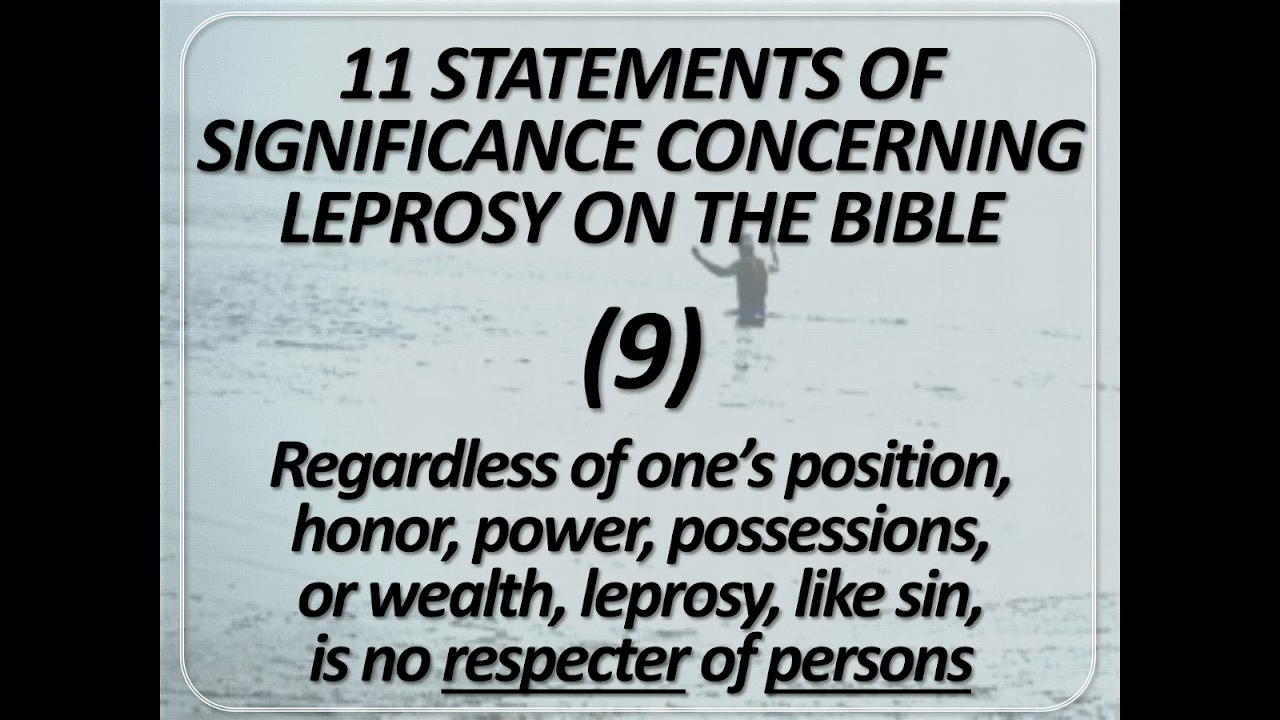 11 STATEMENTS OF
SIGNIFICANCE CONCERNING
LEPROSY ON THE BIBLE
(9)
Regardless of one’s position,
honor, power, possessions,
or wealth, leprosy, like sin,
is no respecter of persons